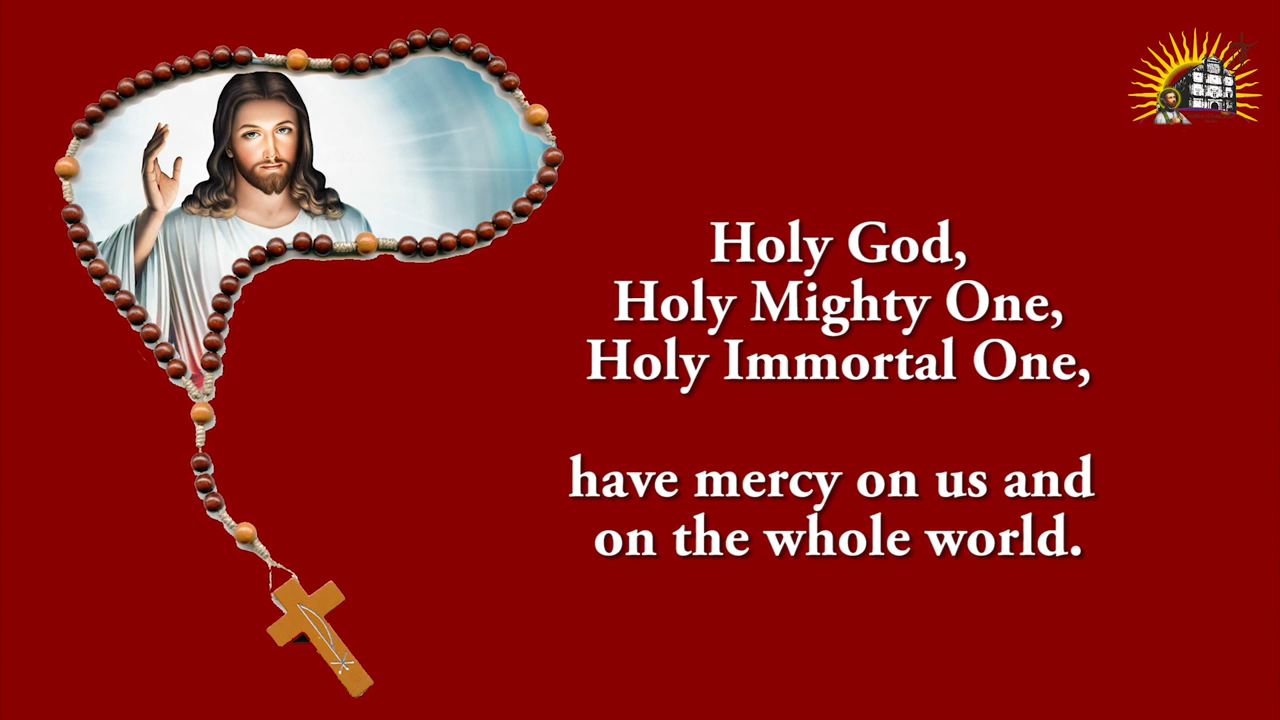 Holy God,
Holy Mighty One,
Holy Immortal One,
have mercy on us and
on the whole world.